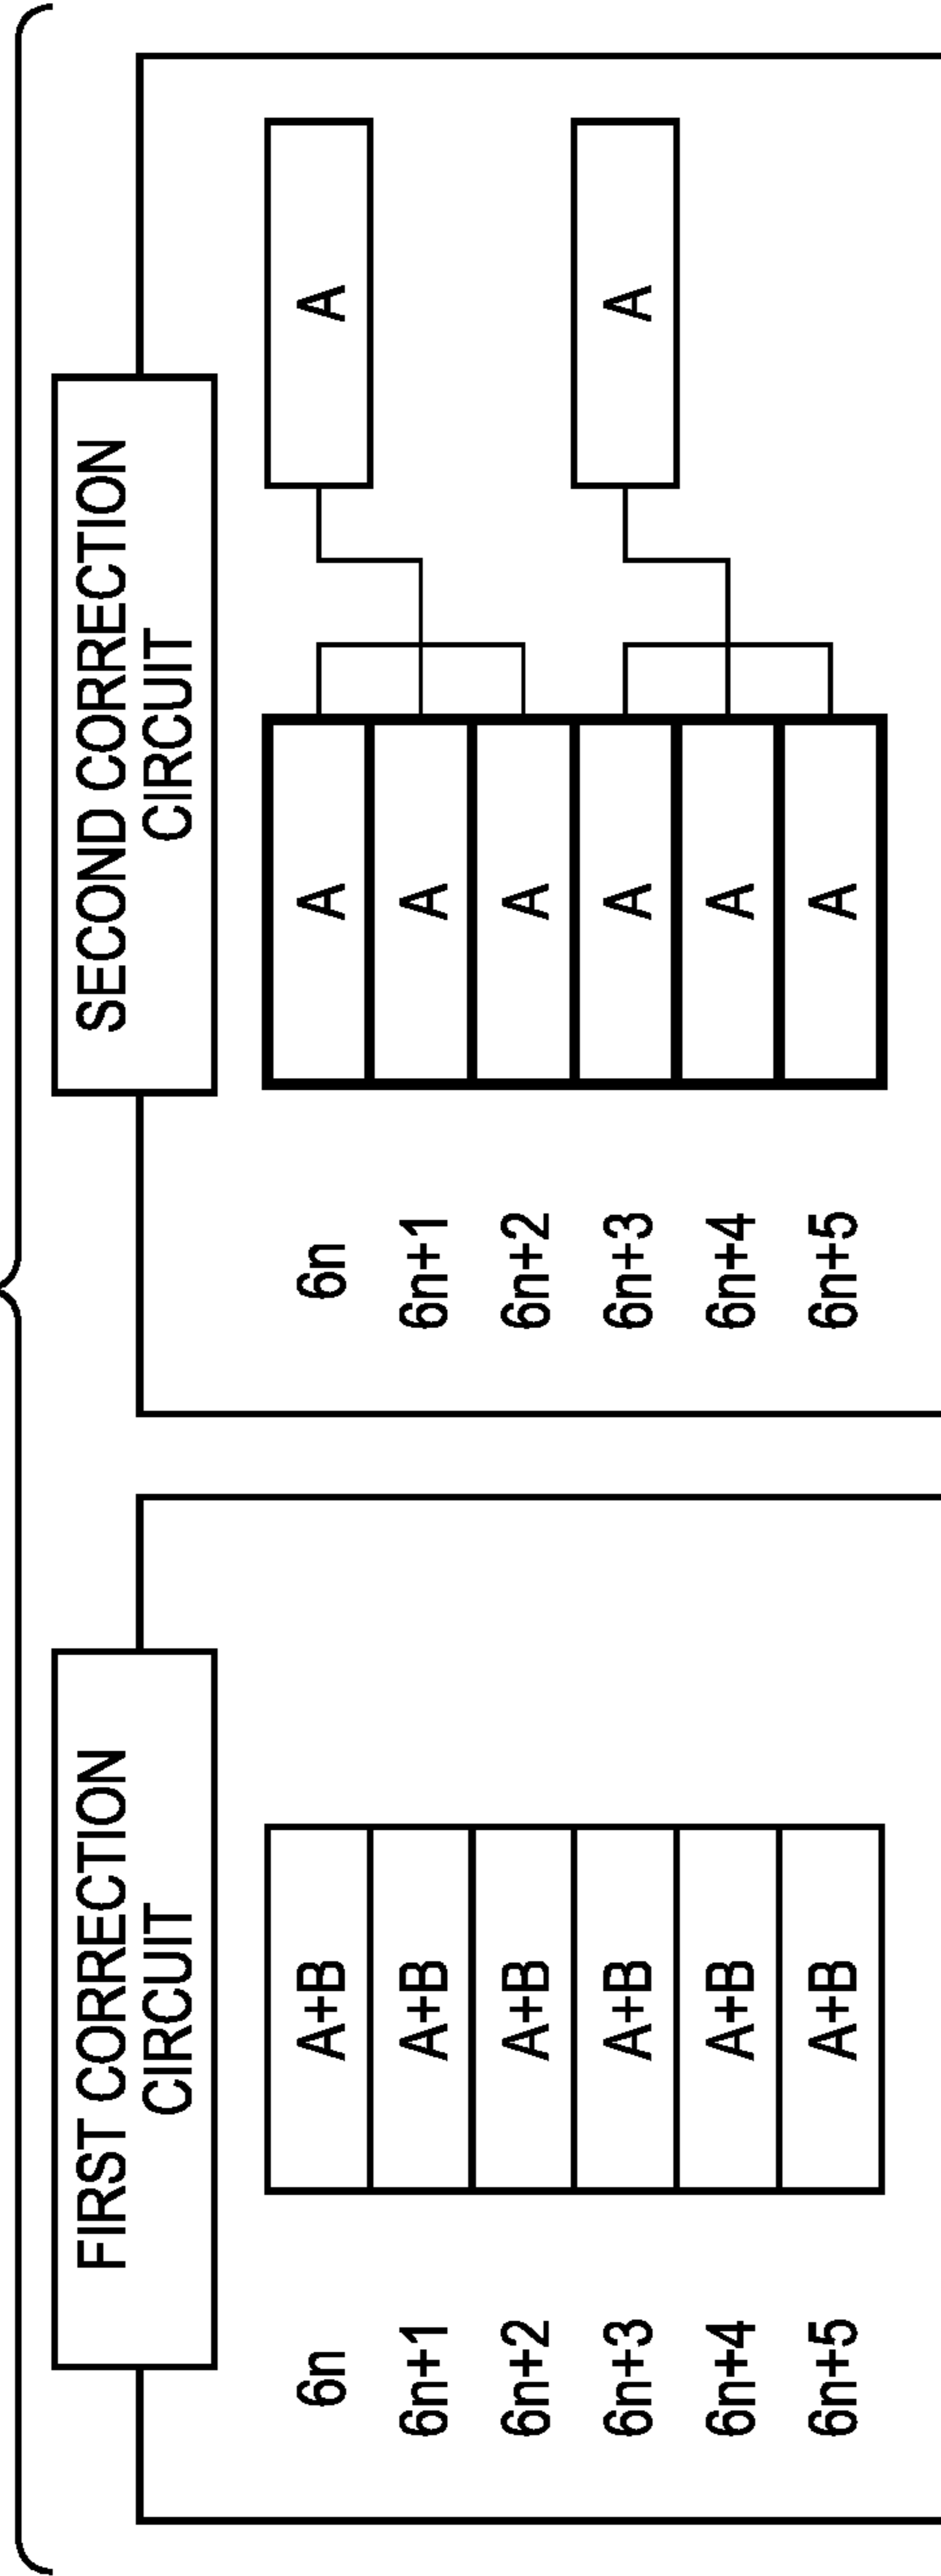 FIRST CORRECTION
CIRCUIT
6n A+B
6n+1 A+B
6n+2 A+B
6n+3 A+B
6n+4 A+B
6n+5 A+B
SECOND CORRECTION
CIRCUIT
6n A A
6n+1 A
6n+2 A
6n+3 A A
6n+4 A
6n+5 A